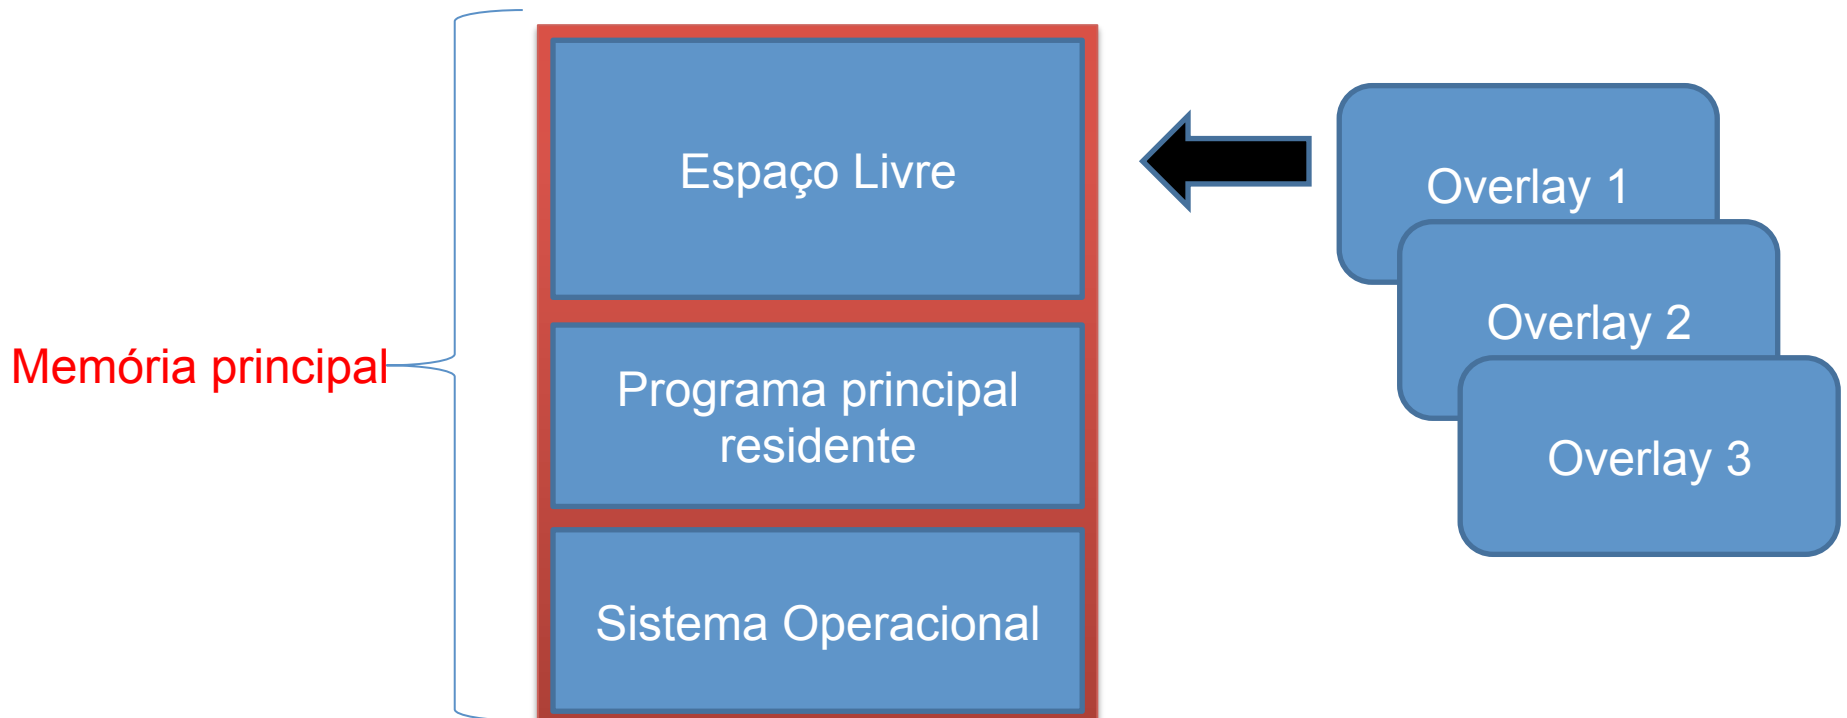 Espaço Livre
Overlay 1
Overlay 2
Memória principal
Programa principal
residente
Overlay 3
Sistema Operacional